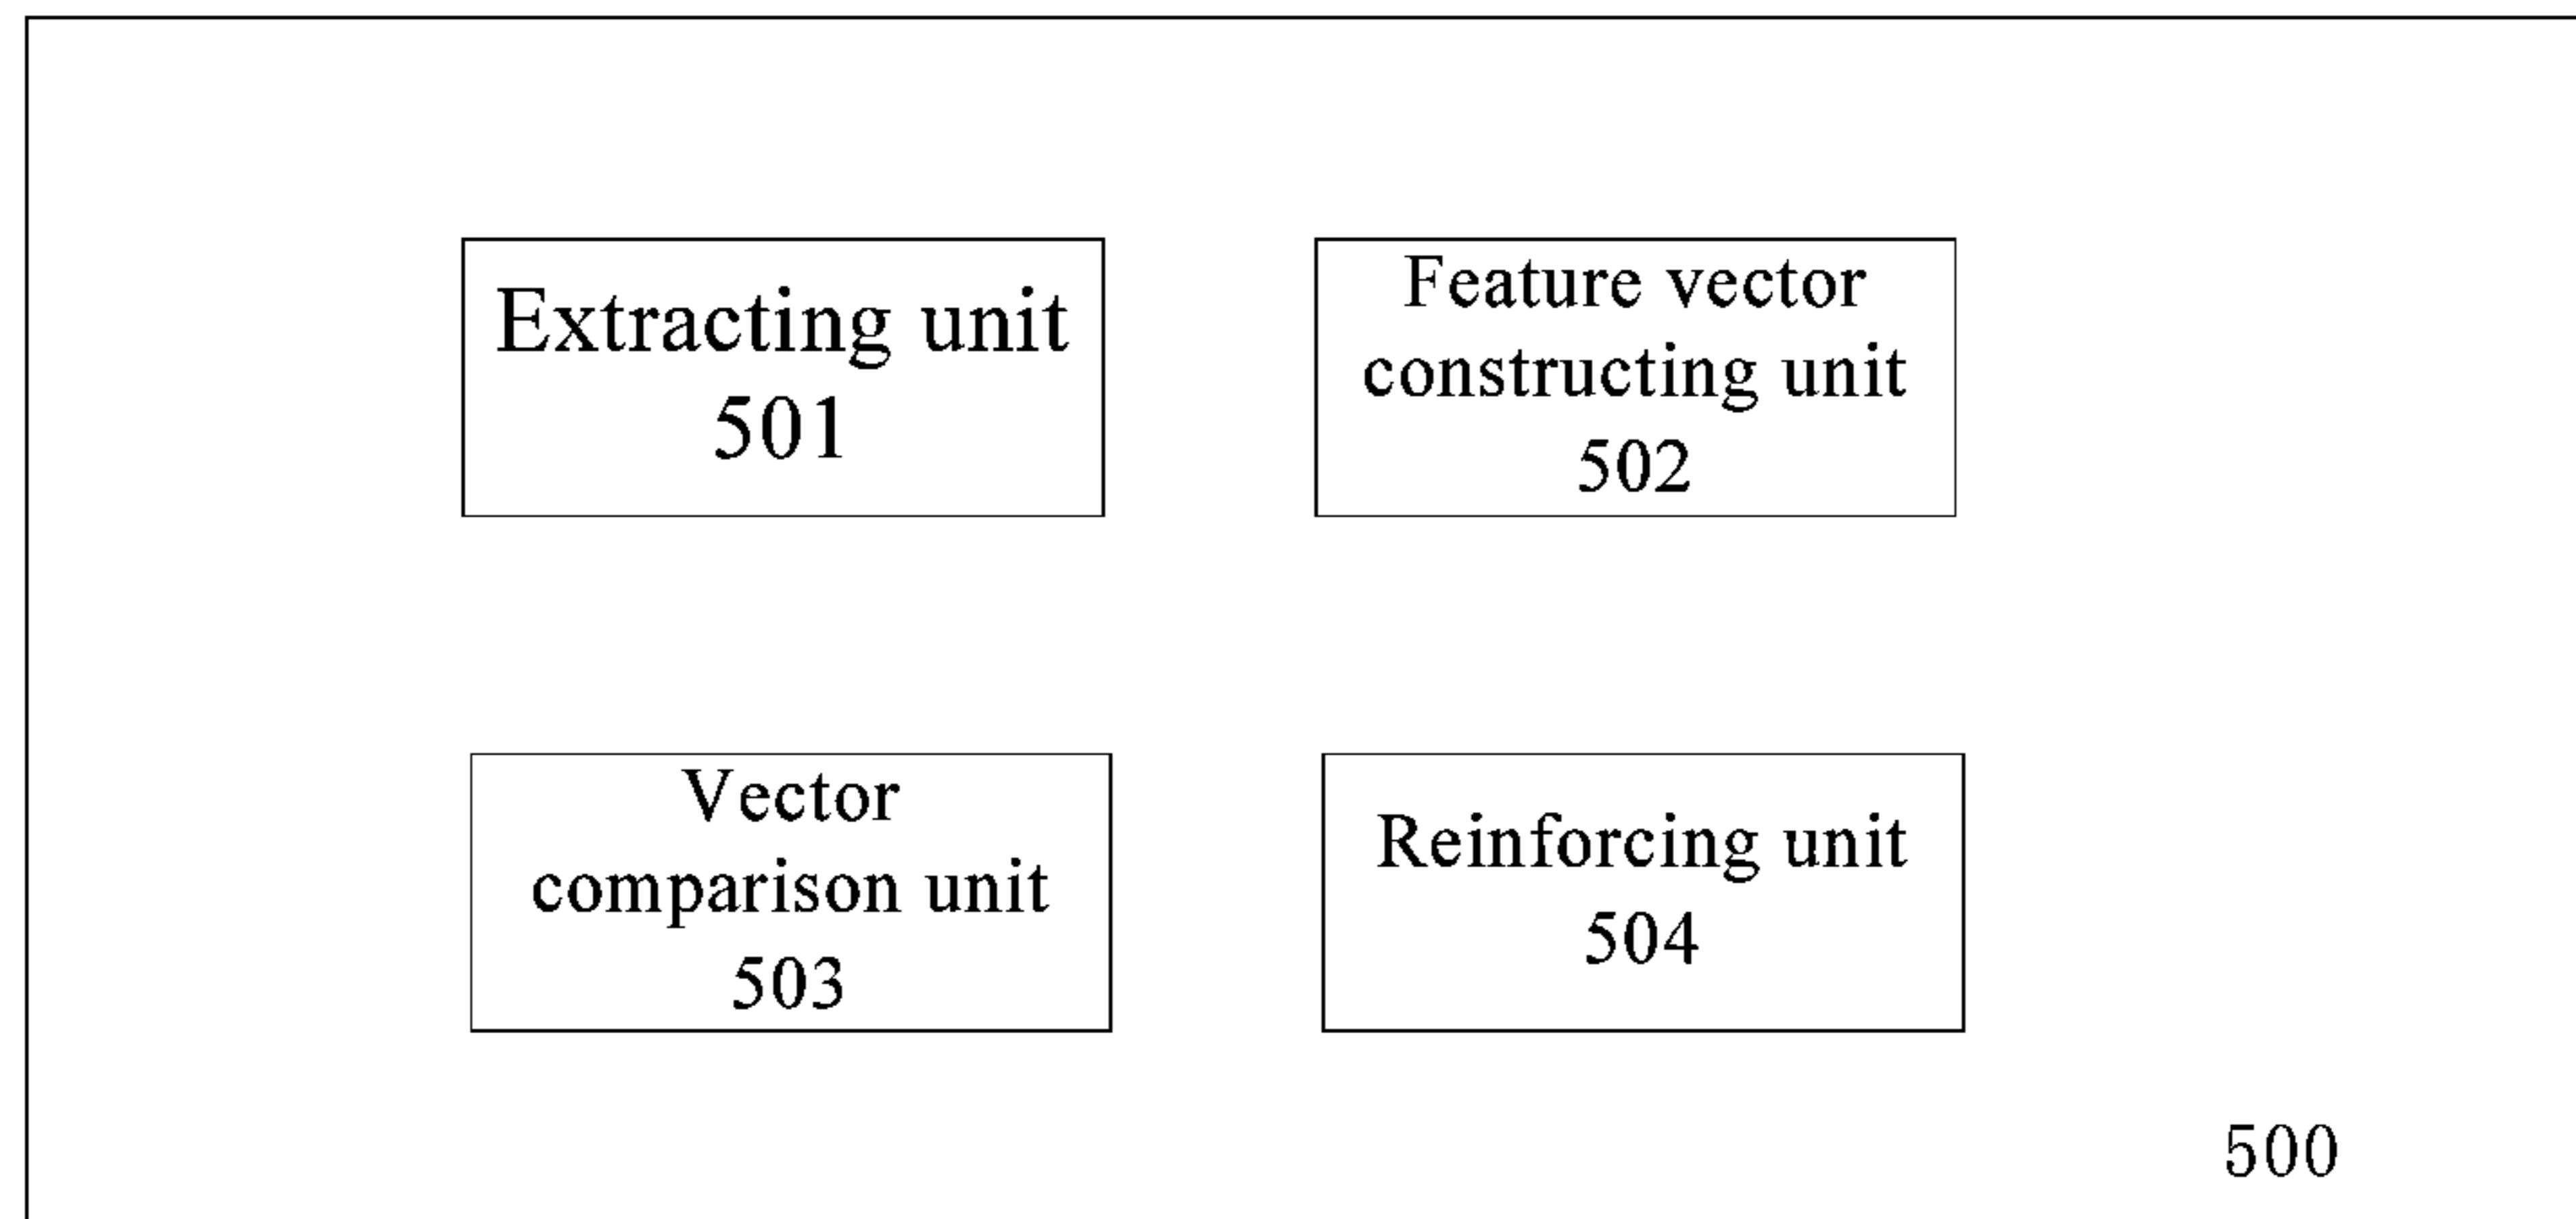 Extracting unit
501
Feature vector
constructing unit
502
Vector
comparison unit
503
Reinforcing unit
504
500